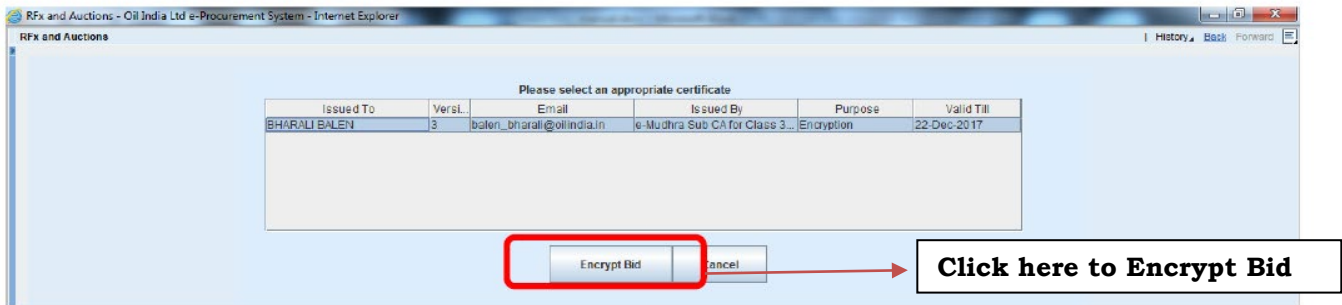 RFx and Auctions - Oil India Ltd e-Procurement System - Internet Explorer
RFx and Auctions | History Back Forward
Please select an appropriate certificate
Issued To Versi... Email Issued By Purpose Valid Till
BHARALI BALEN 3 balen_bharali@oilindia.in e-Mudhra Sub CA for Class 3... Encryption 22-Dec-2017
Encrypt Bid Cancel
Click here to Encrypt Bid